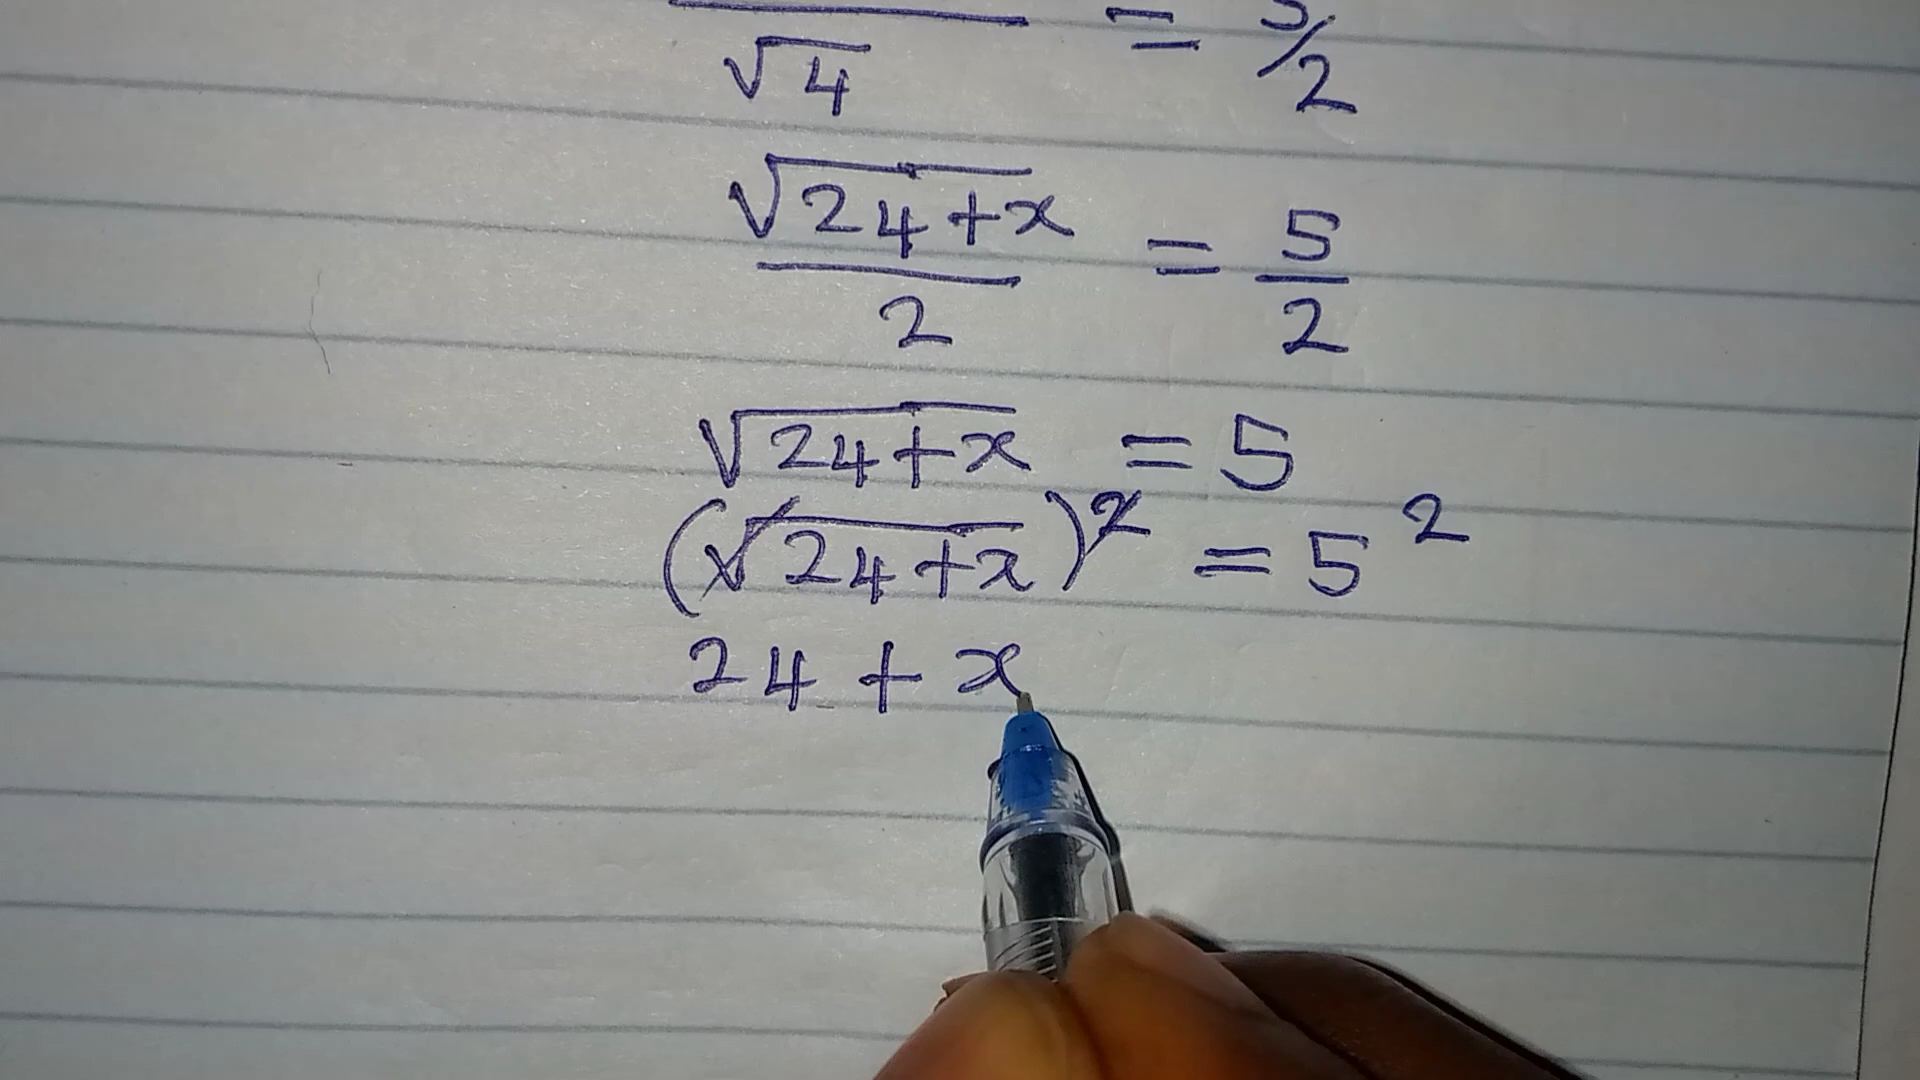 √4 = 5/2
√(24+x)/2 = 5/2
√(24+x) = 5
(√(24+x))² = 5²
24 + x